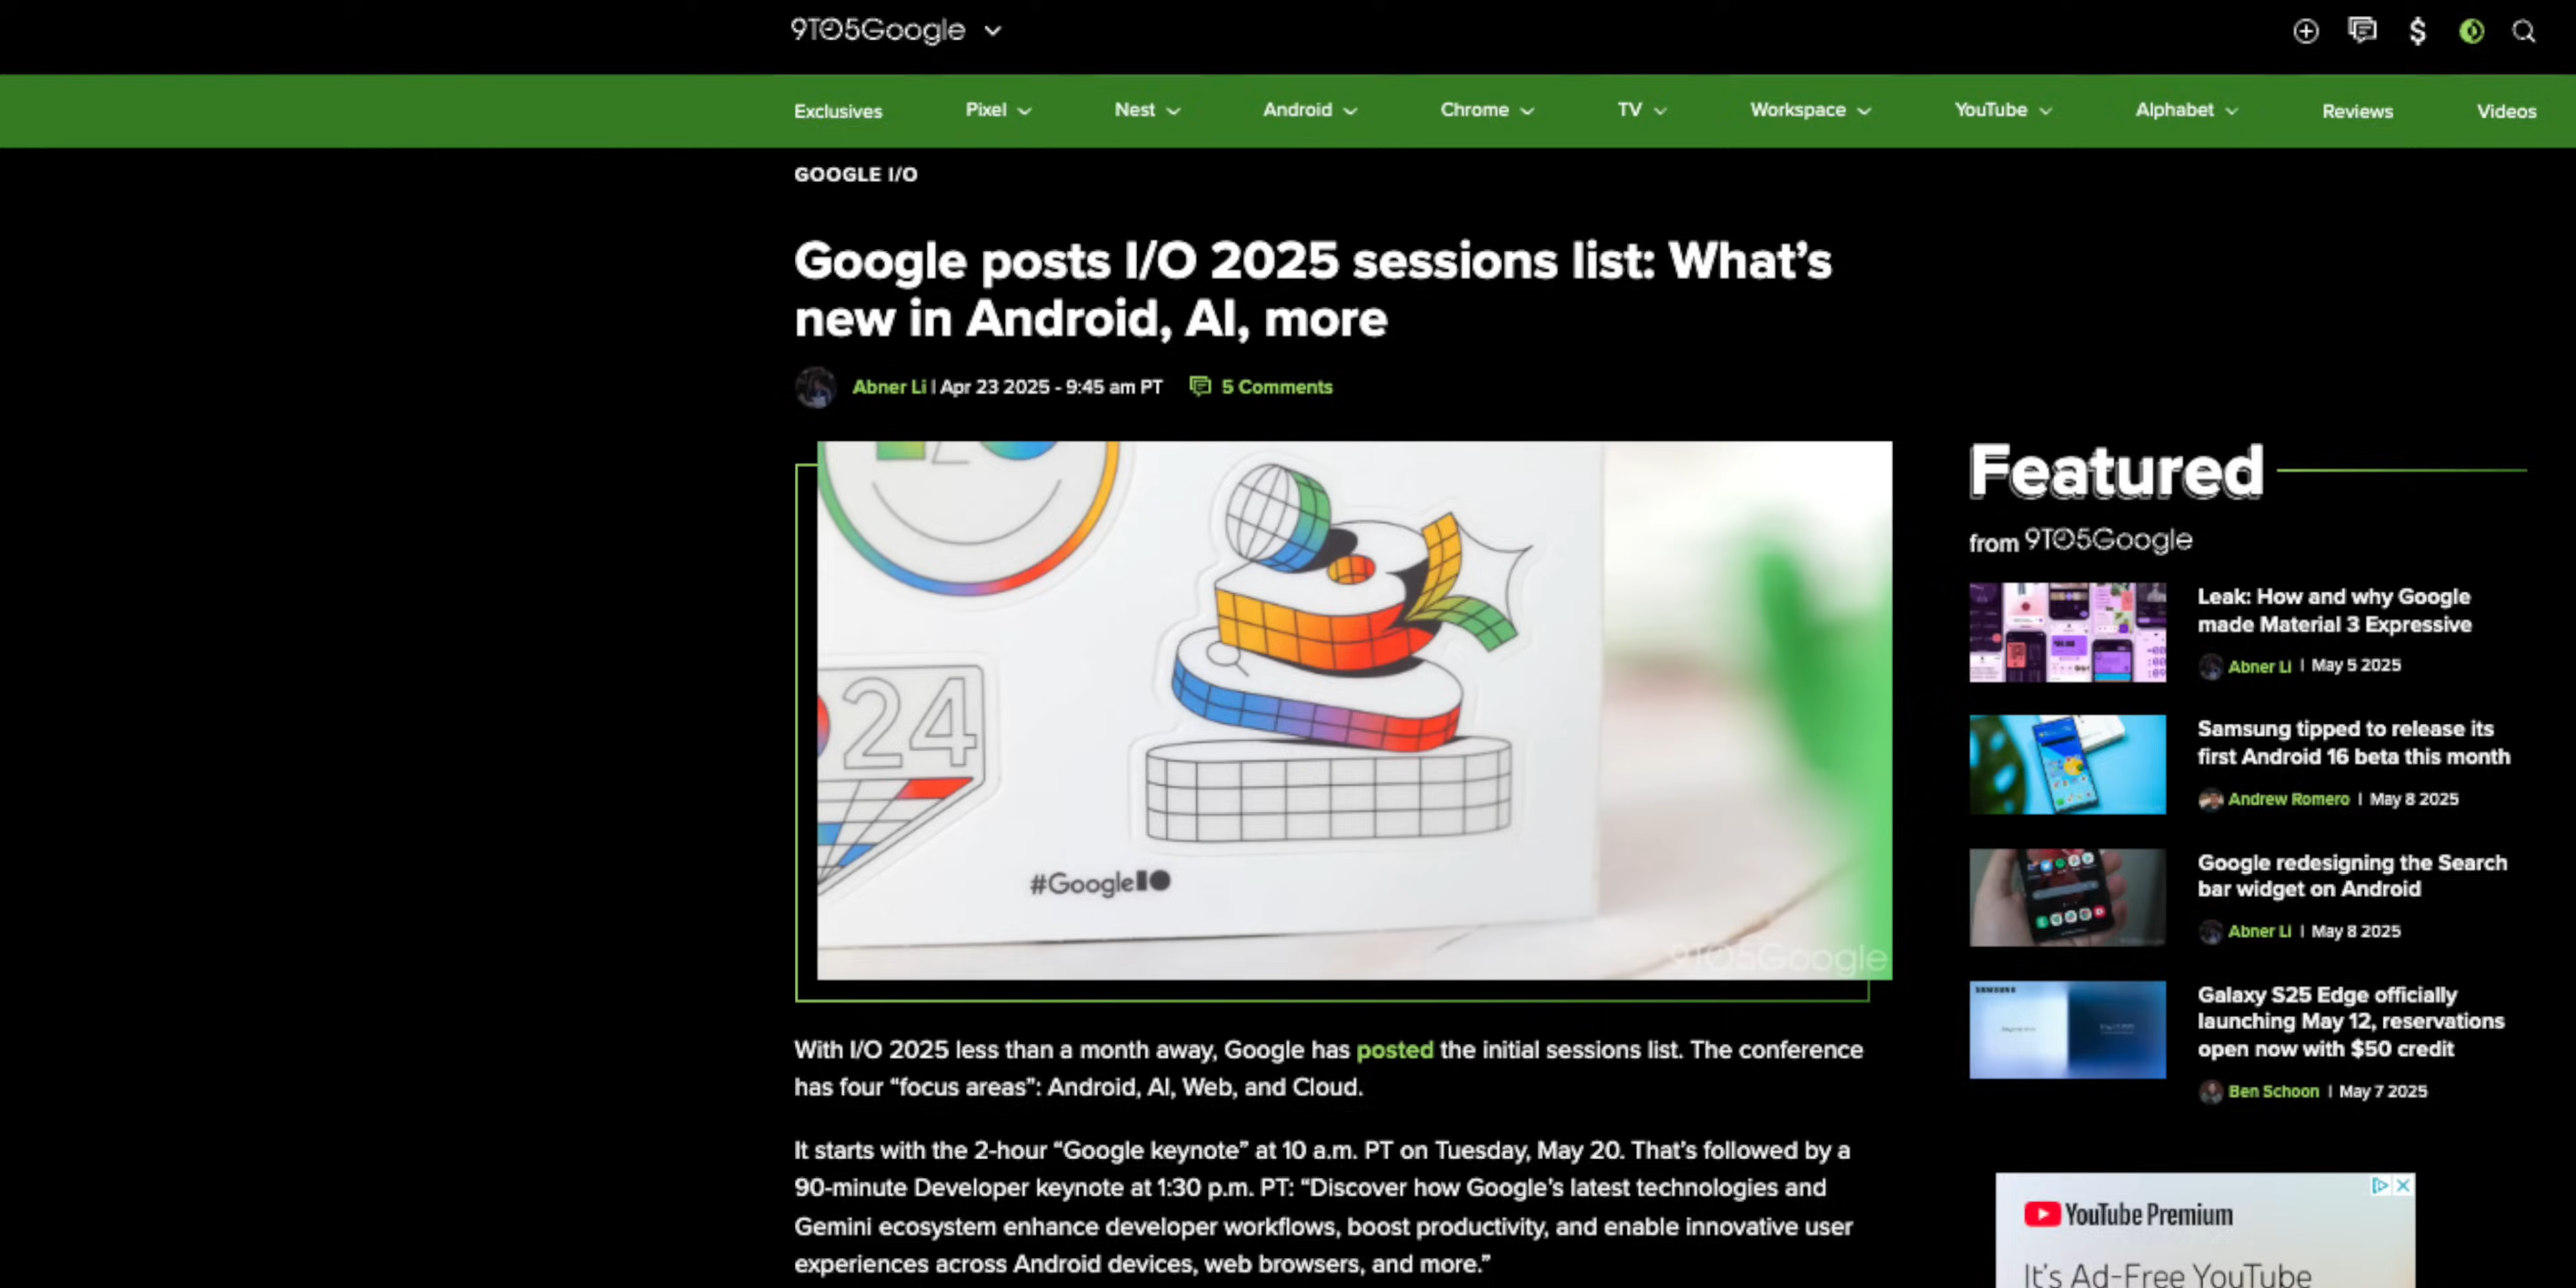 9TO5Google
Exclusives
Pixel
Nest
Android
Chrome
TV
Workspace
YouTube
Alphabet
Reviews
Videos
GOOGLE I/O
Google posts I/O 2025 sessions list: What's
new in Android, AI, more
Abner Li | Apr 23 2025 - 9:45 am PT
5 Comments
24
#GoogleIO
9TO5Google
With I/O 2025 less than a month away, Google has posted the initial sessions list. The conference
has four “focus areas”: Android, AI, Web, and Cloud.
It starts with the 2-hour “Google keynote” at 10 a.m. PT on Tuesday, May 20. That’s followed by a
90-minute Developer keynote at 1:30 p.m. PT: “Discover how Google’s latest technologies and
Gemini ecosystem enhance developer workflows, boost productivity, and enable innovative user
experiences across Android devices, web browsers, and more.”
Featured
from 9TO5Google
Leak: How and why Google
made Material 3 Expressive
Abner Li | May 5 2025
Samsung tipped to release its
first Android 16 beta this month
Andrew Romero | May 8 2025
Google redesigning the Search
bar widget on Android
Abner Li | May 8 2025
SAMSUNG
Galaxy S25 Edge officially
launching May 12, reservations
open now with $50 credit
Ben Schoon | May 7 2025
YouTube Premium
It's Ad-Free YouTube